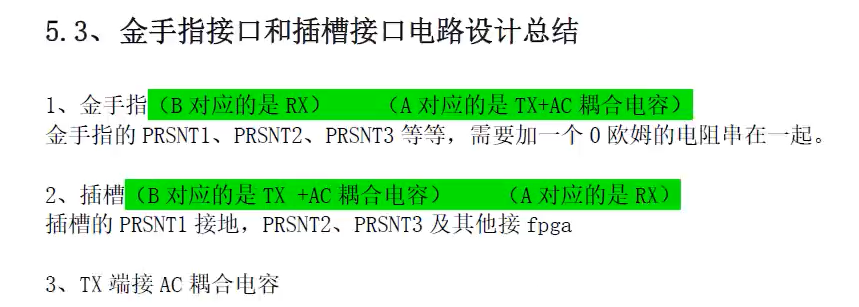 5.3、金手指接口和插槽接口电路设计总结
1、金手指（B 对应的是 RX） （A 对应的是 TX+AC 耦合电容）
金手指的 PRSNT1、PRSNT2、PRSNT3 等等，需要加一个 0 欧姆的电阻串在一起。
2、插槽（B 对应的是 TX +AC 耦合电容） （A 对应的是 RX）
插槽的 PRSNT1 接地，PRSNT2、PRSNT3 及其他接 fpga
3、TX 端接 AC 耦合电容